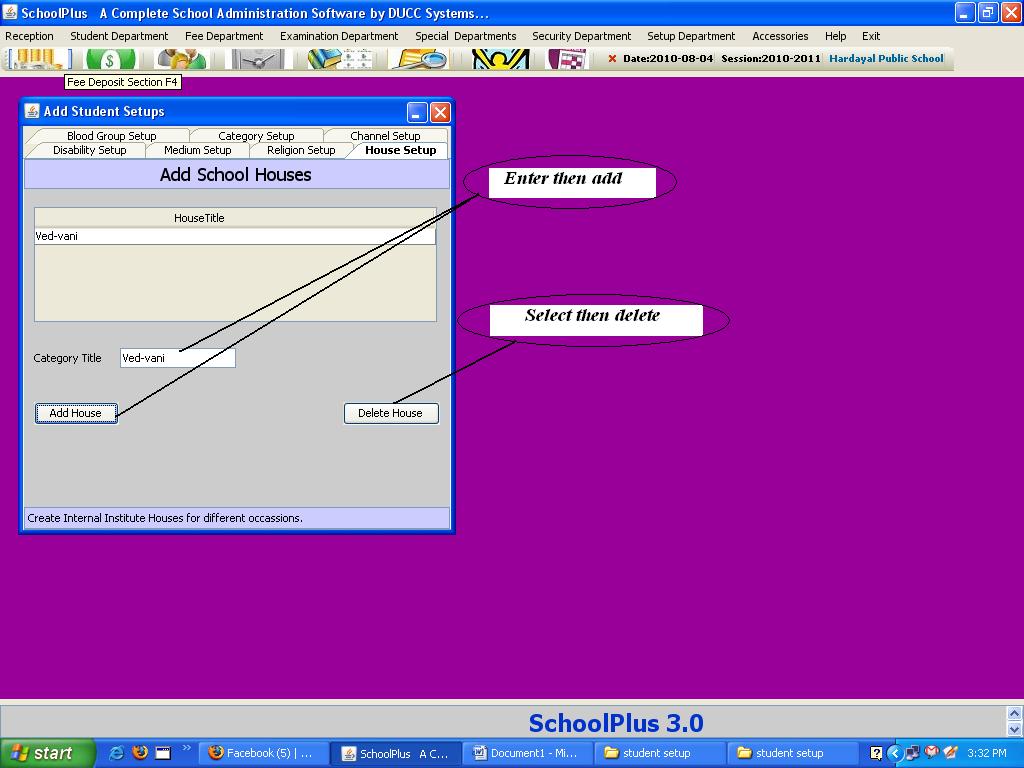 SchoolPlus A Complete School Administration Software by DUCC Systems...
Reception Student Department Fee Department Examination Department Special Departments Security Department Setup Department Accessories Help Exit
Date:2010-08-04 Session:2010-2011 Hardayal Public School
Fee Deposit Section F4
Add Student Setups
Blood Group Setup Category Setup Channel Setup
Disability Setup Medium Setup Religion Setup House Setup
Add School Houses
Enter then add
HouseTitle
Ved-vani
Select then delete
Category Title Ved-vani
Add House Delete House
Create Internal Institute Houses for different occassions.
SchoolPlus 3.0
start Facebook (5) | ... SchoolPlus A C... Document1 - Mi... student setup student setup 3:32 PM